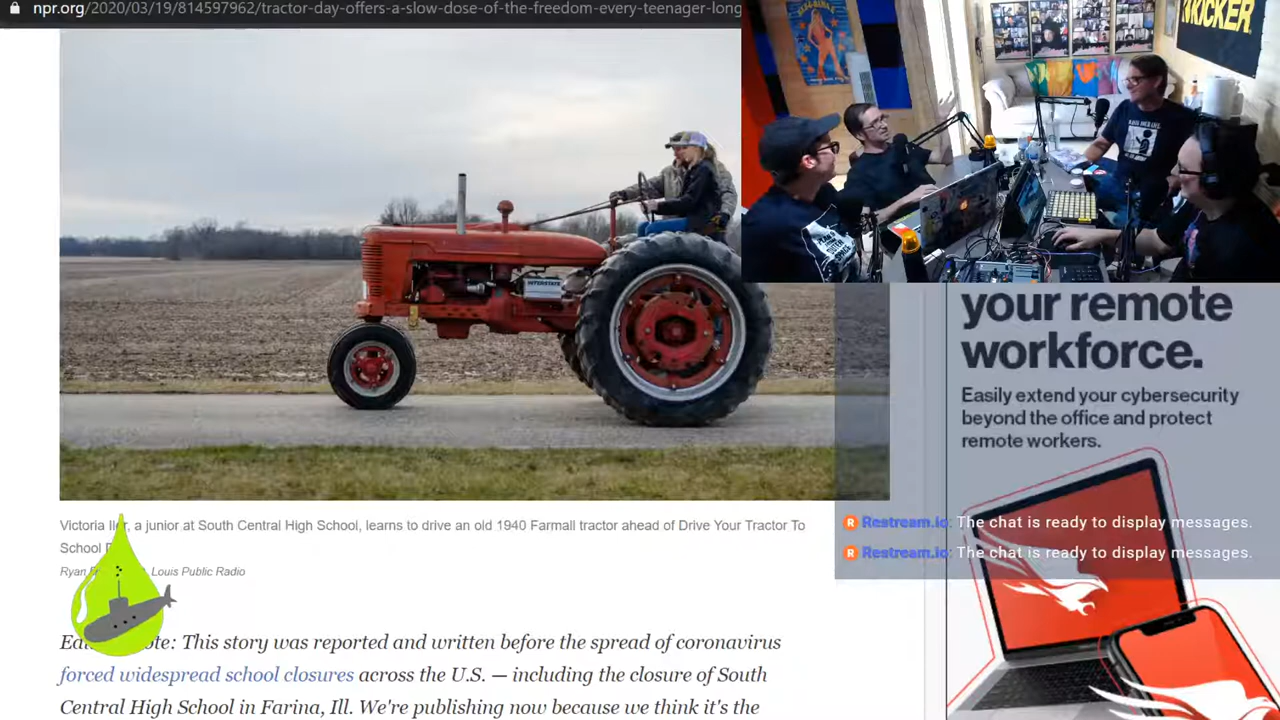 npr.org/2020/03/19/814597962/tractor-day-offers-a-slow-dose-of-the-freedom-every-teenager-long
KICKER
INTERSTATE
your remote
workforce.
Easily extend your cybersecurity
beyond the office and protect
remote workers.
Restream.io: The chat is ready to display messages.
Restream.io: The chat is ready to display messages.
Victoria, a junior at South Central High School, learns to drive an old 1940 Farmall tractor ahead of Drive Your Tractor To
School
Ryan Louis Public Radio
This story was reported and written before the spread of coronavirus
forced widespread school closures across the U.S. — including the closure of South
Central High School in Farina, Ill. We're publishing now because we think it's the